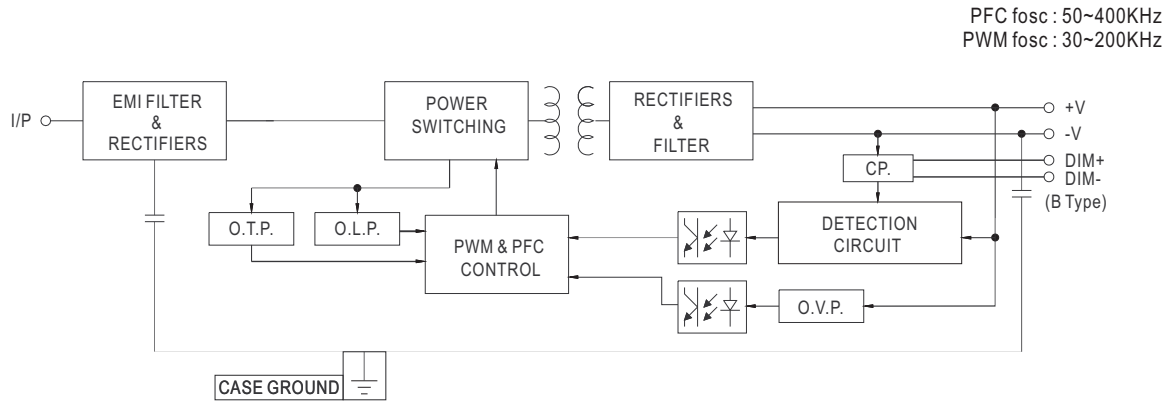 PFC fosc : 50~400KHz
PWM fosc : 30~200KHz
I/P
EMI FILTER
&
RECTIFIERS
POWER
SWITCHING
RECTIFIERS
&
FILTER
+V
-V
DIM+
DIM-
(B Type)
CP.
O.T.P.
O.L.P.
PWM & PFC
CONTROL
DETECTION
CIRCUIT
O.V.P.
CASE GROUND